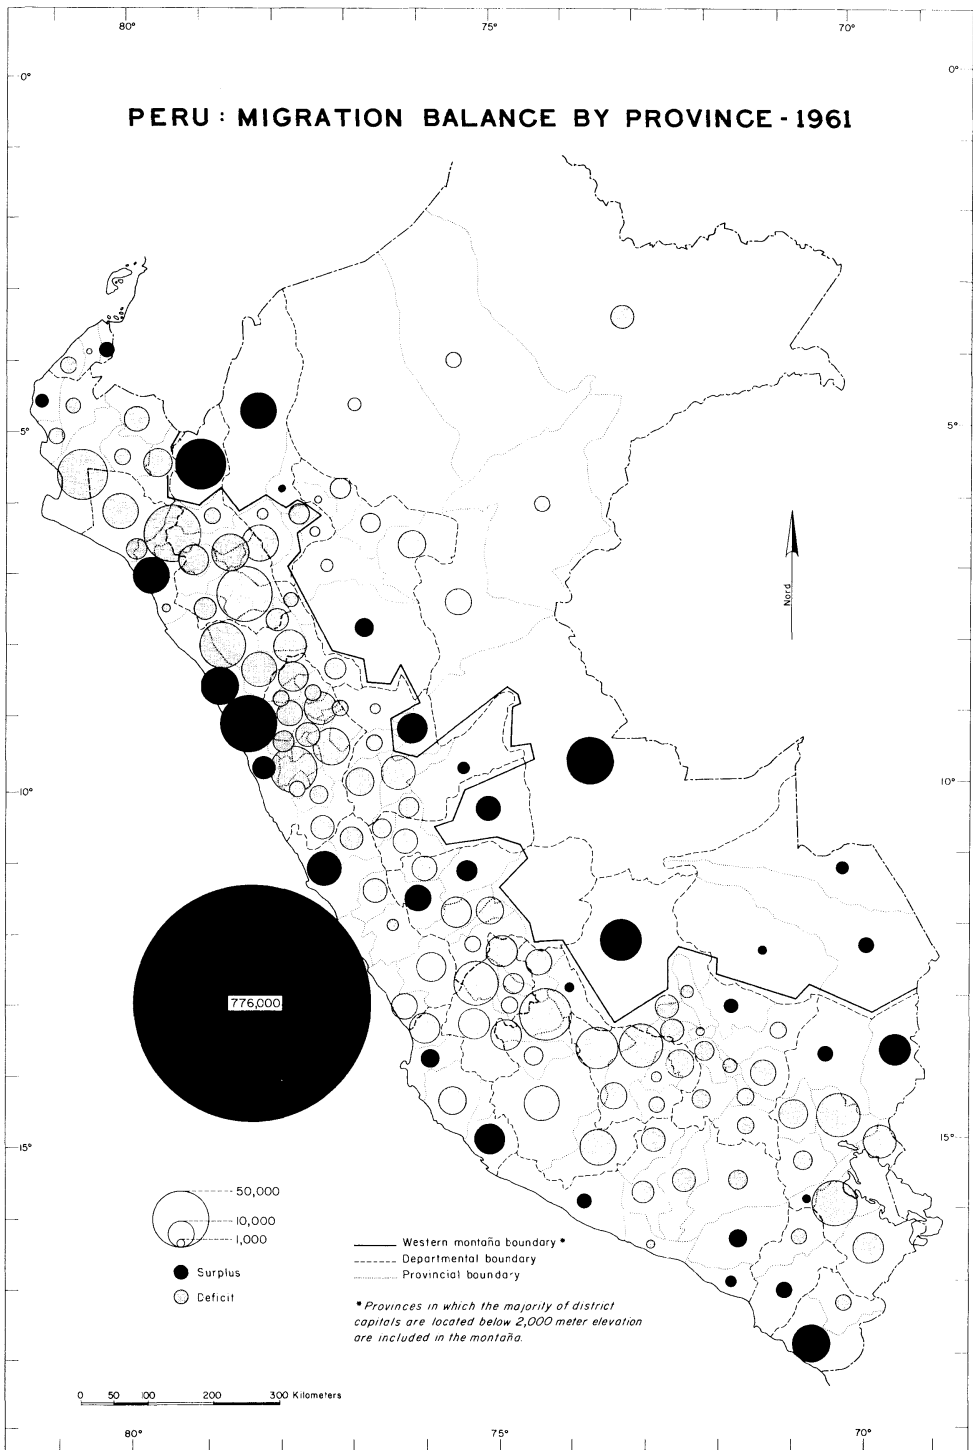 80° 75° 70°
0° 0°
PERU : MIGRATION BALANCE BY PROVINCE - 1961
5° 5°
Nord
10° 10°
776,000
15° 15°
50,000
10,000
1,000
Surplus
Deficit
Western montaña boundary *
Departmental boundary
Provincial boundary
* Provinces in which the majority of district
capitals are located below 2,000 meter elevation
are included in the montaña.
0 50 100 200 300 Kilometers
80° 75° 70°